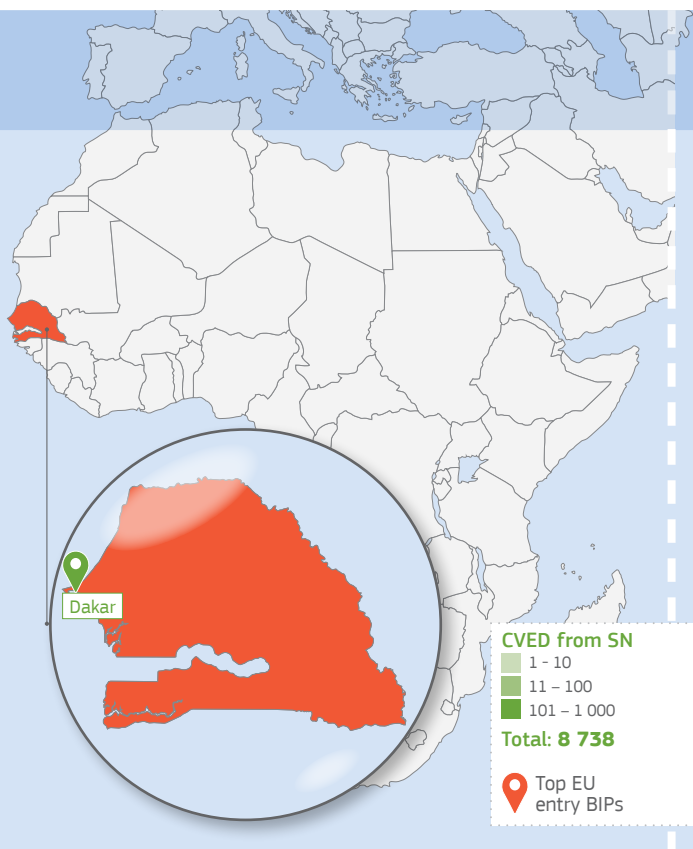 Dakar
CVED from SN
1 - 10
11 – 100
101 – 1 000
Total: 8 738
Top EU
entry BIPs